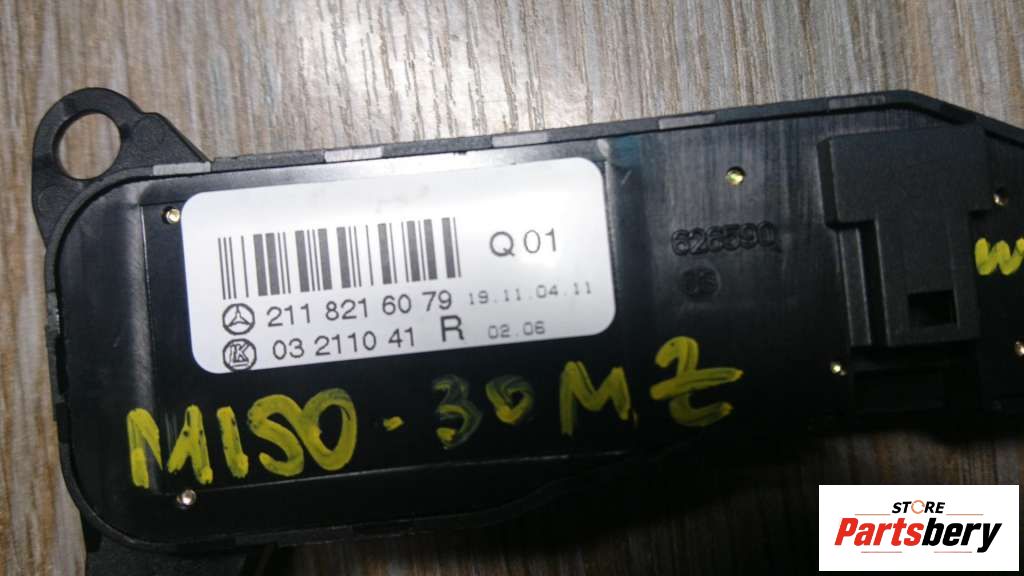 Q 01
211 821 60 79 19.11.04.11
03 2110 41 R 02.06
626590
MISO - 30 M Z
W
STORE
Partsbery